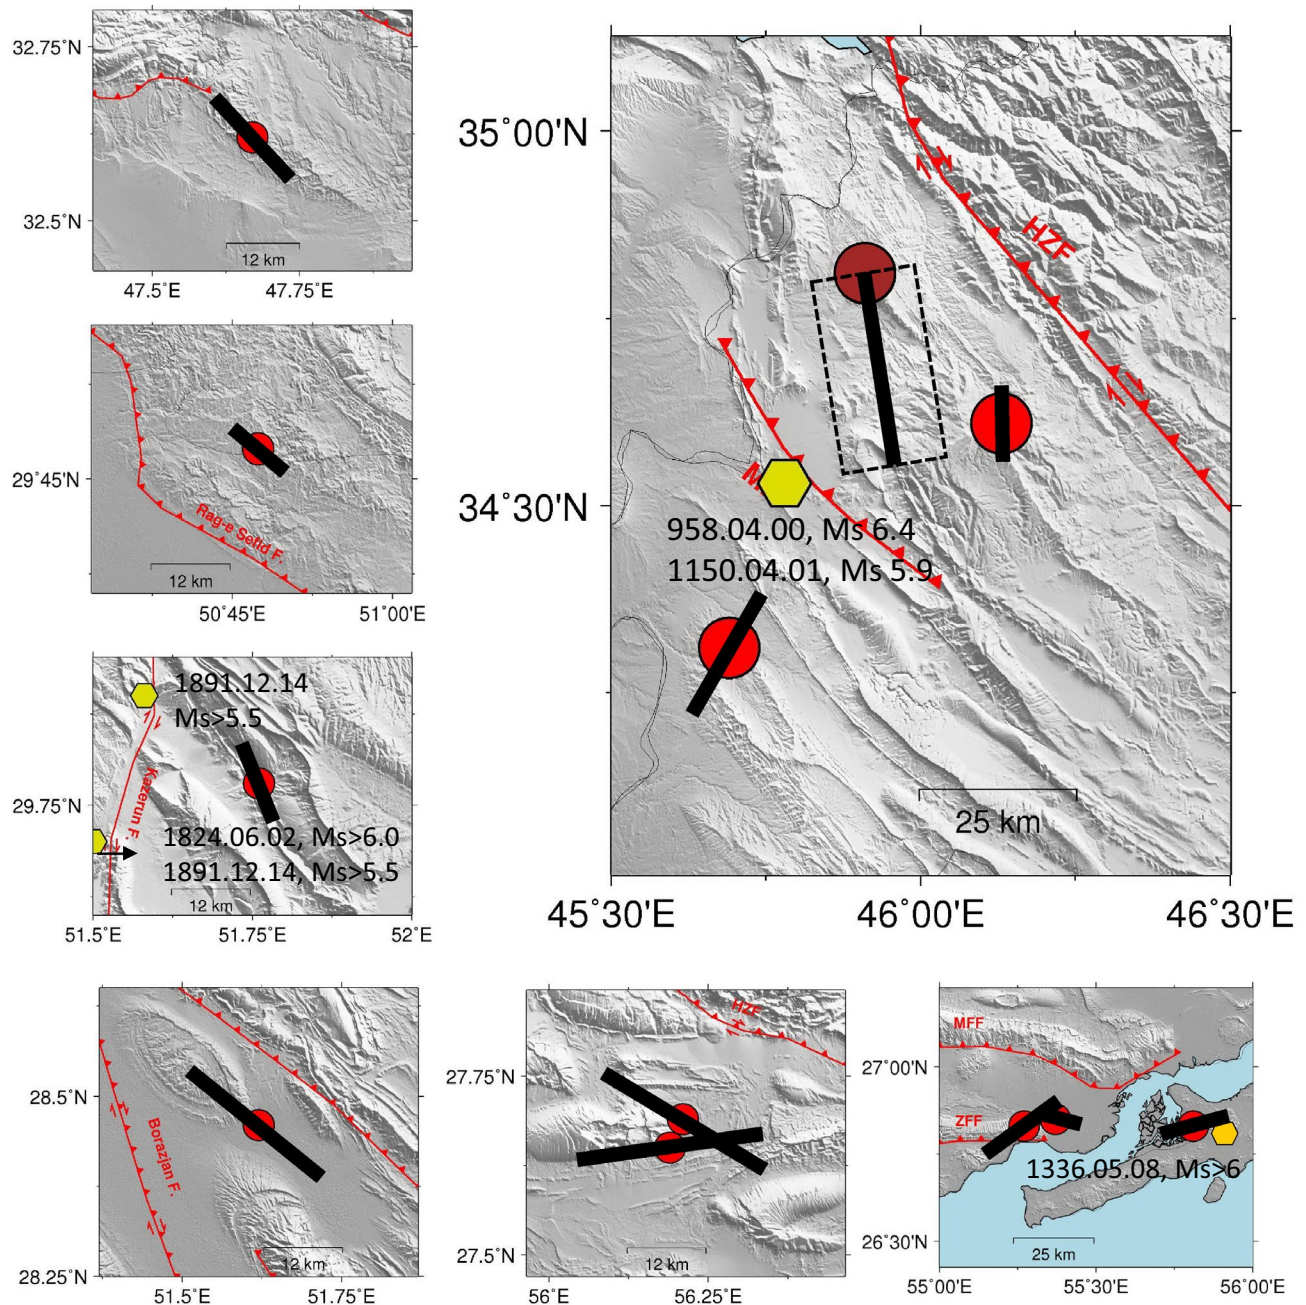 32.75°N
32.5°N
12 km
47.5°E
47.75°E
35°00'N
HZF
34°30'N
958.04.00, Ms 6.4
1150.04.01, Ms 5.9
25 km
45°30'E
46°00'E
46°30'E
29°45'N
Rag-e Sefid F.
12 km
50°45'E
51°00'E
1891.12.14
Ms>5.5
Kazerun F.
29.75°N
1824.06.02, Ms>6.0
1891.12.14, Ms>5.5
12 km
51.5°E
51.75°E
52°E
28.5°N
Borazjan F.
28.25°N
12 km
51.5°E
51.75°E
HZF
27.75°N
27.5°N
12 km
56°E
56.25°E
MFF
27°00'N
ZFF
1336.05.08, Ms>6
26°30'N
25 km
55°00'E
55°30'E
56°00'E